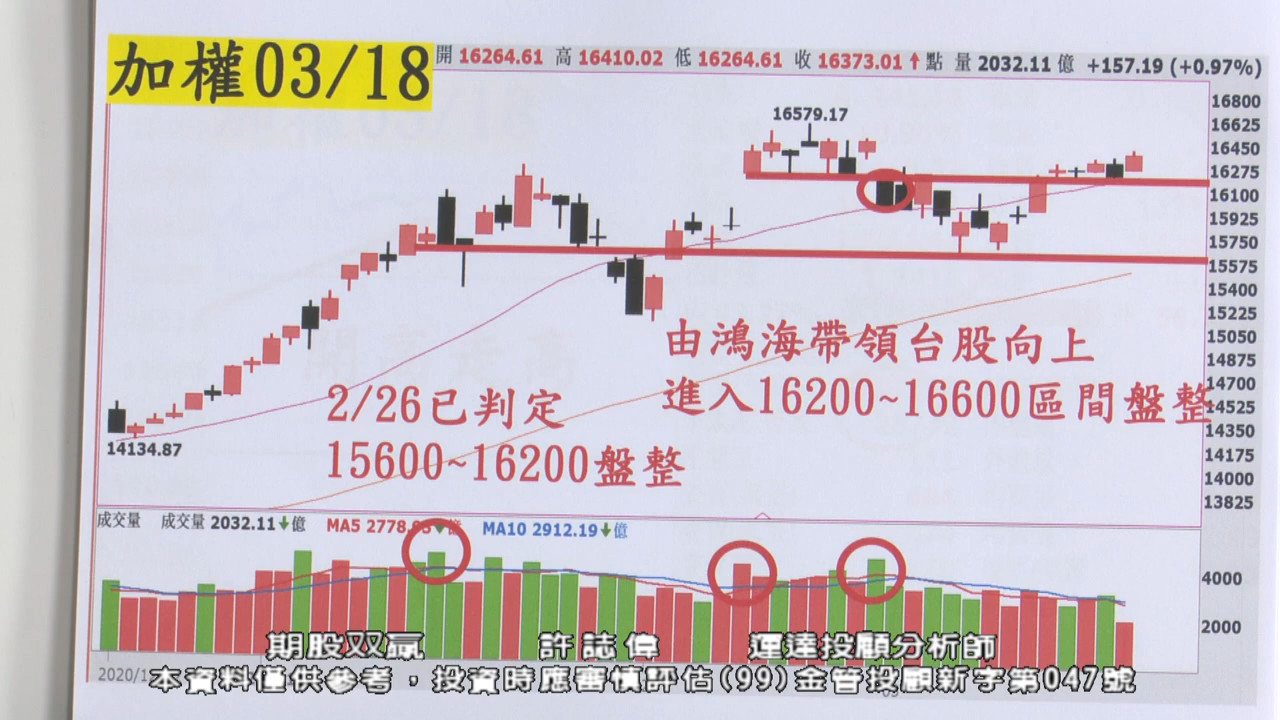 加權03/18
開 16264.61 高 16410.02 低 16264.61 收 16373.01↑點 量 2032.11 億 +157.19 (+0.97%)
16800
16579.17
16625
16450
16275
16100
15925
15750
15575
15400
15225
由鴻海帶領台股向上
15050
14875
進入16200~16600區間盤整
14700
2/26已判定
14525
14350
14134.87
15600~16200盤整
14175
14000
13825
成交量 成交量 2032.11↓億 MA5 2778.93↓億 MA10 2912.19↓億
4000
2000
期股双贏 許誌偉 運達投顧分析師
本資料僅供參考，投資時應審慎評估(99)金管投顧新字第047號